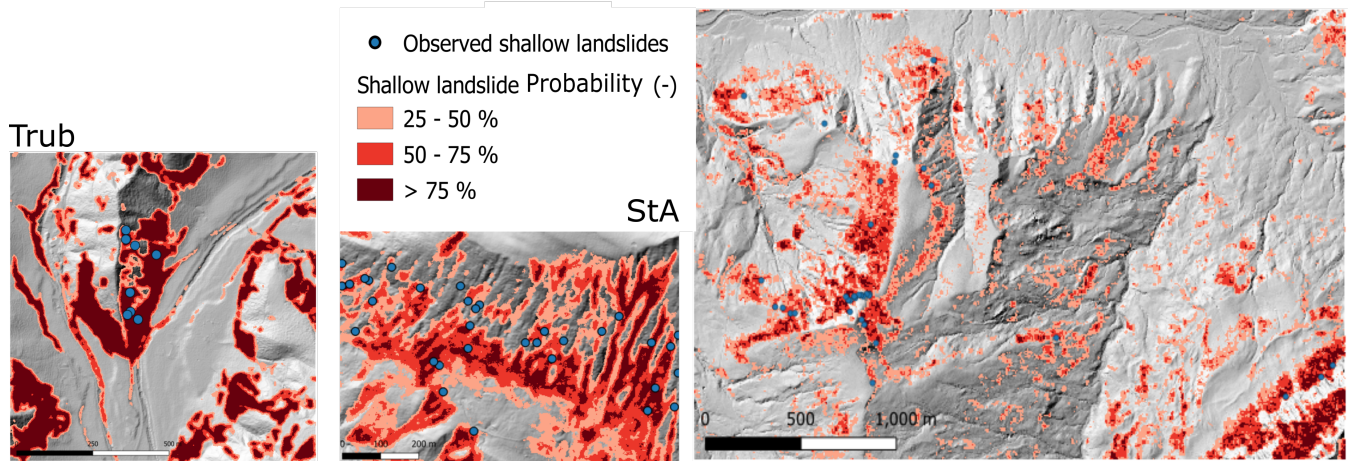 Observed shallow landslides
Shallow landslide Probability (-)
25 - 50 %
50 - 75 %
> 75 %
Trub
StA
250 500 m
0 100 200 m
0 500 1,000 m